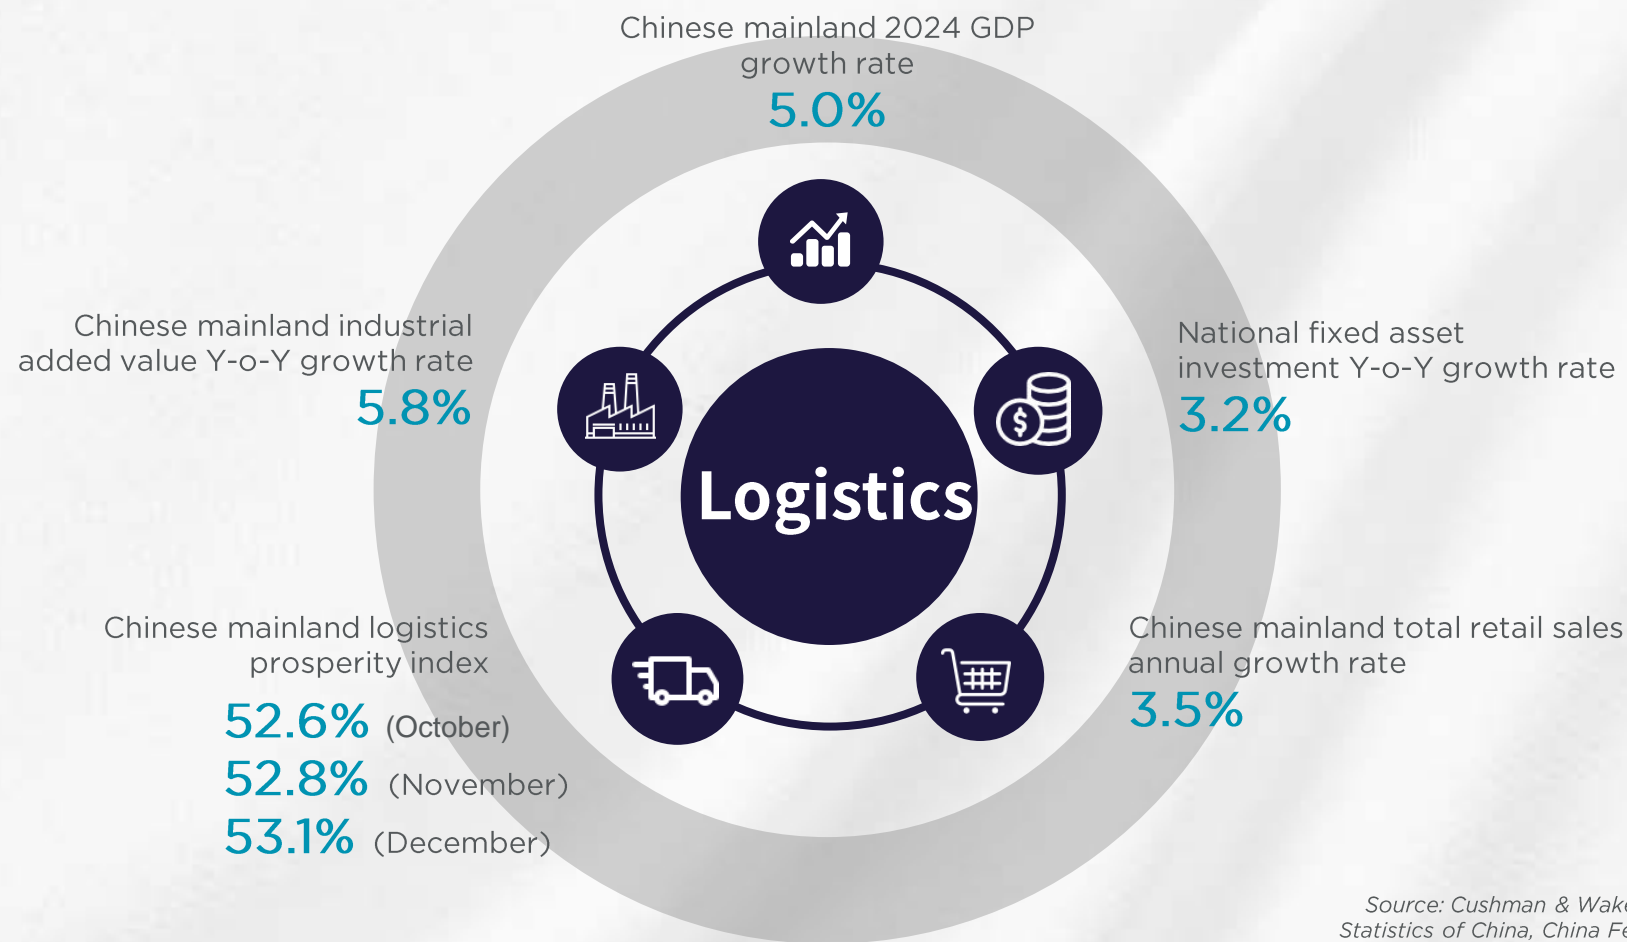 Chinese mainland 2024 GDP
growth rate
5.0%
Chinese mainland industrial
added value Y-o-Y growth rate
5.8%
National fixed asset
investment Y-o-Y growth rate
3.2%
Logistics
Chinese mainland logistics
prosperity index
52.6% (October)
52.8% (November)
53.1% (December)
Chinese mainland total retail sales
annual growth rate
3.5%
Source: Cushman &
Statistics of China, China